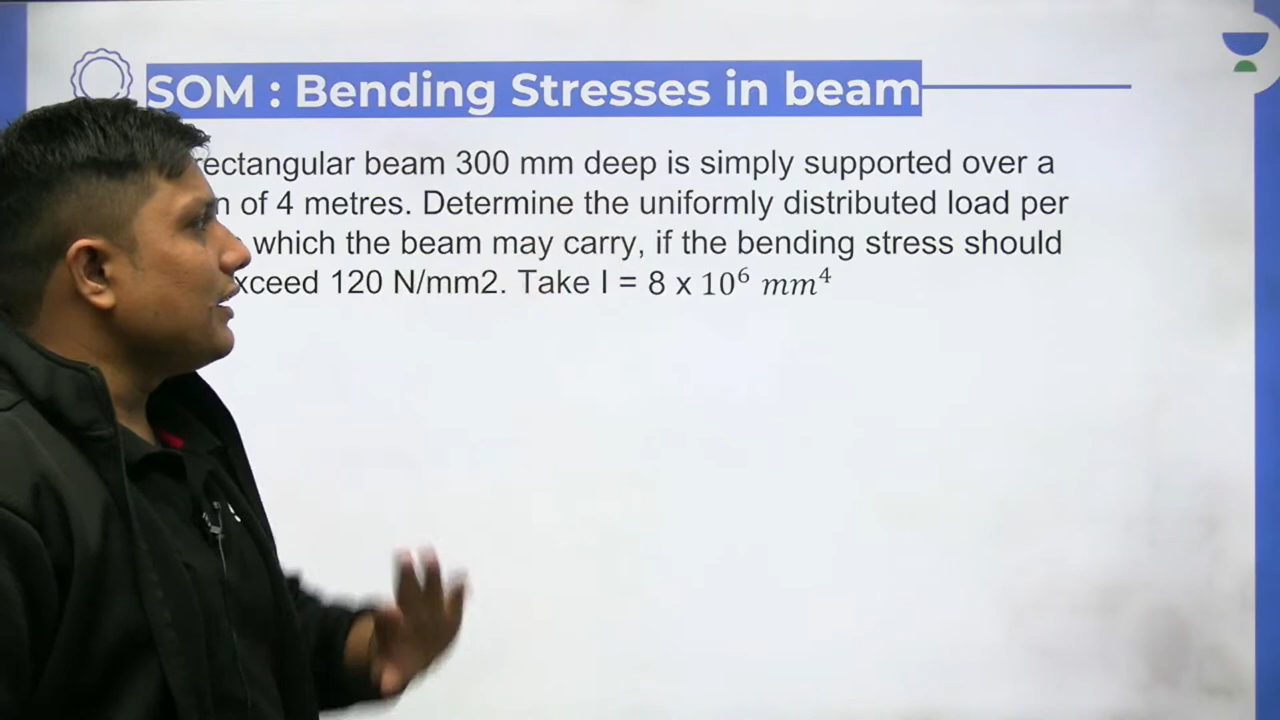 SOM : Bending Stresses in beam
rectangular beam 300 mm deep is simply supported over a
of 4 metres. Determine the uniformly distributed load per
which the beam may carry, if the bending stress should
120 N/mm2. Take I = 8 x 10⁶ mm⁴